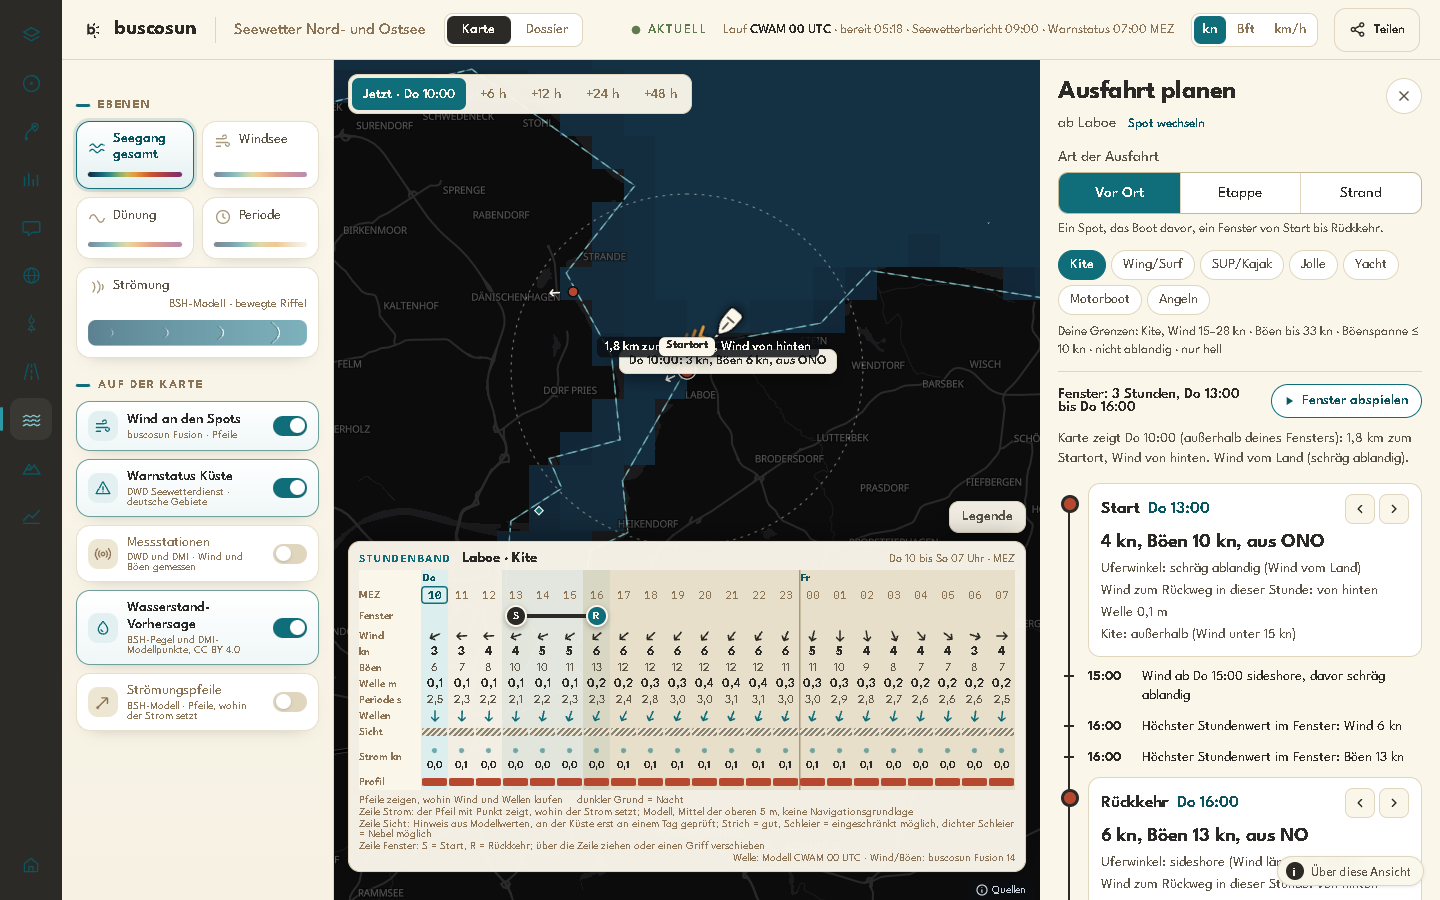 buscosun
Seewetter Nord- und Ostsee
Karte
Dossier
AKTUELL
Lauf CWAM 00 UTC · bereit 05:18 · Seewetterbericht 09:00 · Warnstatus 07:00 MEZ
kn
Bft
km/h
Teilen
EBENEN
Seegang gesamt
Windsee
Dünung
Periode
Strömung
BSH-Modell · bewegte Riffel
AUF DER KARTE
Wind an den Spots
buscosun Fusion · Pfeile
Warnstatus Küste
DWD Seewetterdienst ·
deutsche Gebiete
Messstationen
DWD und DMI · Wind und
Böen gemessen
Wasserstand-
Vorhersage
BSH-Pegel und DMI-
Modellpunkte, CC BY 4.0
Strömungspfeile
BSH-Modell · Pfeile, wohin
der Strom setzt
Jetzt · Do 10:00
+6 h
+12 h
+24 h
+48 h
SURENDORF
SCHWEDENECK
SPRENGE
RABENDORF
BIRKENMOOR
STRANDE
DÄNISCHENHAGEN
KALTENHOF
FELM
DORF PRIES
LABOE
WENDTORF
WISCH
BARSBEK
LUTTERBEK
BRODERSDORF
PRASDORF
FIEFBERGEN
HEIKENDORF
RAMMSEE
1,8 km zur
Startort
, Wind von hinten
Do 10:00: 3 kn, Böen 6 kn, aus ONO
Legende
STUNDENBAND Laboe · Kite
Do 10 bis So 07 Uhr · MEZ
Do Fr
MEZ 10 11 12 13 14 15 16 17 18 19 20 21 22 23 00 01 02 03 04 05 06 07
Fenster S R
Wind
kn 3 3 4 4 5 5 6 6 6 6 6 6 6 6 5 5 4 4 4 4 3 4
Böen 6 7 8 10 10 11 13 12 12 12 12 12 12 11 11 10 9 8 7 7 8 7
Welle m 0,1 0,1 0,1 0,1 0,1 0,1 0,2 0,2 0,3 0,3 0,4 0,4 0,4 0,3 0,3 0,3 0,3 0,2 0,2 0,2 0,2 0,2
Periode s 2,5 2,3 2,2 2,1 2,2 2,3 2,3 2,4 2,8 3,0 3,0 3,1 3,1 3,0 3,0 2,9 2,8 2,7 2,6 2,6 2,6 2,5
Wellen
Sicht
Strom kn 0,0 0,1 0,0 0,0 0,0 0,0 0,0 0,0 0,1 0,1 0,1 0,1 0,1 0,1 0,0 0,0 0,0 0,0 0,1 0,1 0,1 0,0
Profil
Pfeile zeigen, wohin Wind und Wellen laufen dunkler Grund = Nacht
Zeile Strom: der Pfeil mit Punkt zeigt, wohin der Strom setzt; Modell, Mittel der oberen 5 m, keine Navigationsgrundlage
Zeile Sicht: Hinweis aus Modellwerten, an der Küste erst an einem Tag geprüft; Strich = gut, Schleier = eingeschränkt möglich, dichter Schleier
= Nebel möglich
Zeile Fenster: S = Start, R = Rückkehr; über die Zeile ziehen oder einen Griff verschieben
Welle: Modell CWAM 00 UTC · Wind/Böen: buscosun Fusion 14
Quellen
Ausfahrt planen
ab Laboe Spot wechseln
Art der Ausfahrt
Vor Ort
Etappe
Strand
Ein Spot, das Boot davor, ein Fenster von Start bis Rückkehr.
Kite
Wing/Surf
SUP/Kajak
Jolle
Yacht
Motorboot
Angeln
Deine Grenzen: Kite, Wind 15–28 kn · Böen bis 33 kn · Böenspanne ≤
10 kn · nicht ablandig · nur hell
Fenster: 3 Stunden, Do 13:00
bis Do 16:00
Fenster abspielen
Karte zeigt Do 10:00 (außerhalb deines Fensters): 1,8 km zum
Startort, Wind von hinten. Wind vom Land (schräg ablandig).
Start Do 13:00
4 kn, Böen 10 kn, aus ONO
Uferwinkel: schräg ablandig (Wind vom Land)
Wind zum Rückweg in dieser Stunde: von hinten
Welle 0,1 m
Kite: außerhalb (Wind unter 15 kn)
15:00 Wind ab Do 15:00 sideshore, davor schräg
ablandig
16:00 Höchster Stundenwert im Fenster: Wind 6 kn
16:00 Höchster Stundenwert im Fenster: Böen 13 kn
Rückkehr Do 16:00
6 kn, Böen 13 kn, aus NO
Uferwinkel: sideshore (Wind
Wind zum Rückweg in dieser
Über diese Ansicht